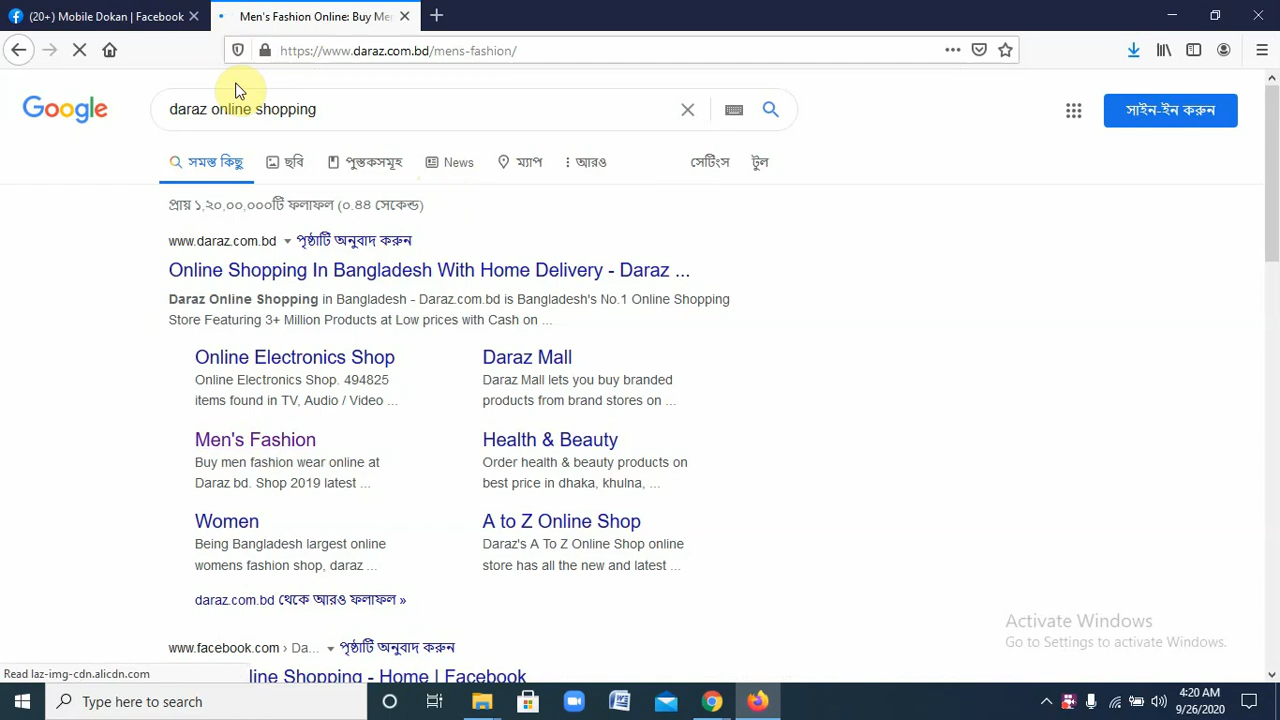 (20+) Mobile Dokan | Facebook
Men's Fashion Online: Buy Men
https://www.daraz.com.bd/mens-fashion/
Google
daraz online shopping
সাইন-ইন করুন
সমস্ত কিছু ছবি পুস্তকসমূহ News ম্যাপ আরও সেটিংস টুল
প্রায় ১,২০,০০,০০০টি ফলাফল (০.৪৪ সেকেন্ড)
www.daraz.com.bd পৃষ্ঠাটি অনুবাদ করুন
Online Shopping In Bangladesh With Home Delivery - Daraz ...
Daraz Online Shopping in Bangladesh - Daraz.com.bd is Bangladesh's No.1 Online Shopping
Store Featuring 3+ Million Products at Low prices with Cash on ...
Online Electronics Shop
Online Electronics Shop. 494825
items found in TV, Audio / Video ...
Daraz Mall
Daraz Mall lets you buy branded
products from brand stores on ...
Men's Fashion
Buy men fashion wear online at
Daraz bd. Shop 2019 latest ...
Health & Beauty
Order health & beauty products on
best price in dhaka, khulna, ...
Women
Being Bangladesh largest online
womens fashion shop, daraz ...
A to Z Online Shop
Daraz's A To Z Online Shop online
store has all the new and latest ...
daraz.com.bd থেকে আরও ফলাফল »
www.facebook.com › Da... পৃষ্ঠাটি অনুবাদ করুন
line Shopping - Home | Facebook
Activate Windows
Go to Settings to activate Windows.
Read laz-img-cdn.alicdn.com
Type here to search
4:20 AM
9/26/2020